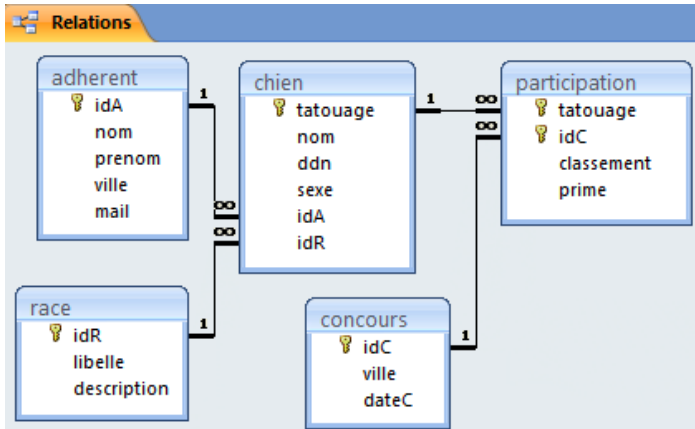 Relations
adherent
idA
nom
prenom
ville
mail
chien
tatouage
nom
ddn
sexe
idA
idR
participation
tatouage
idC
classement
prime
race
idR
libelle
description
concours
idC
ville
dateC
1
∞
1
∞
1
∞
1
∞